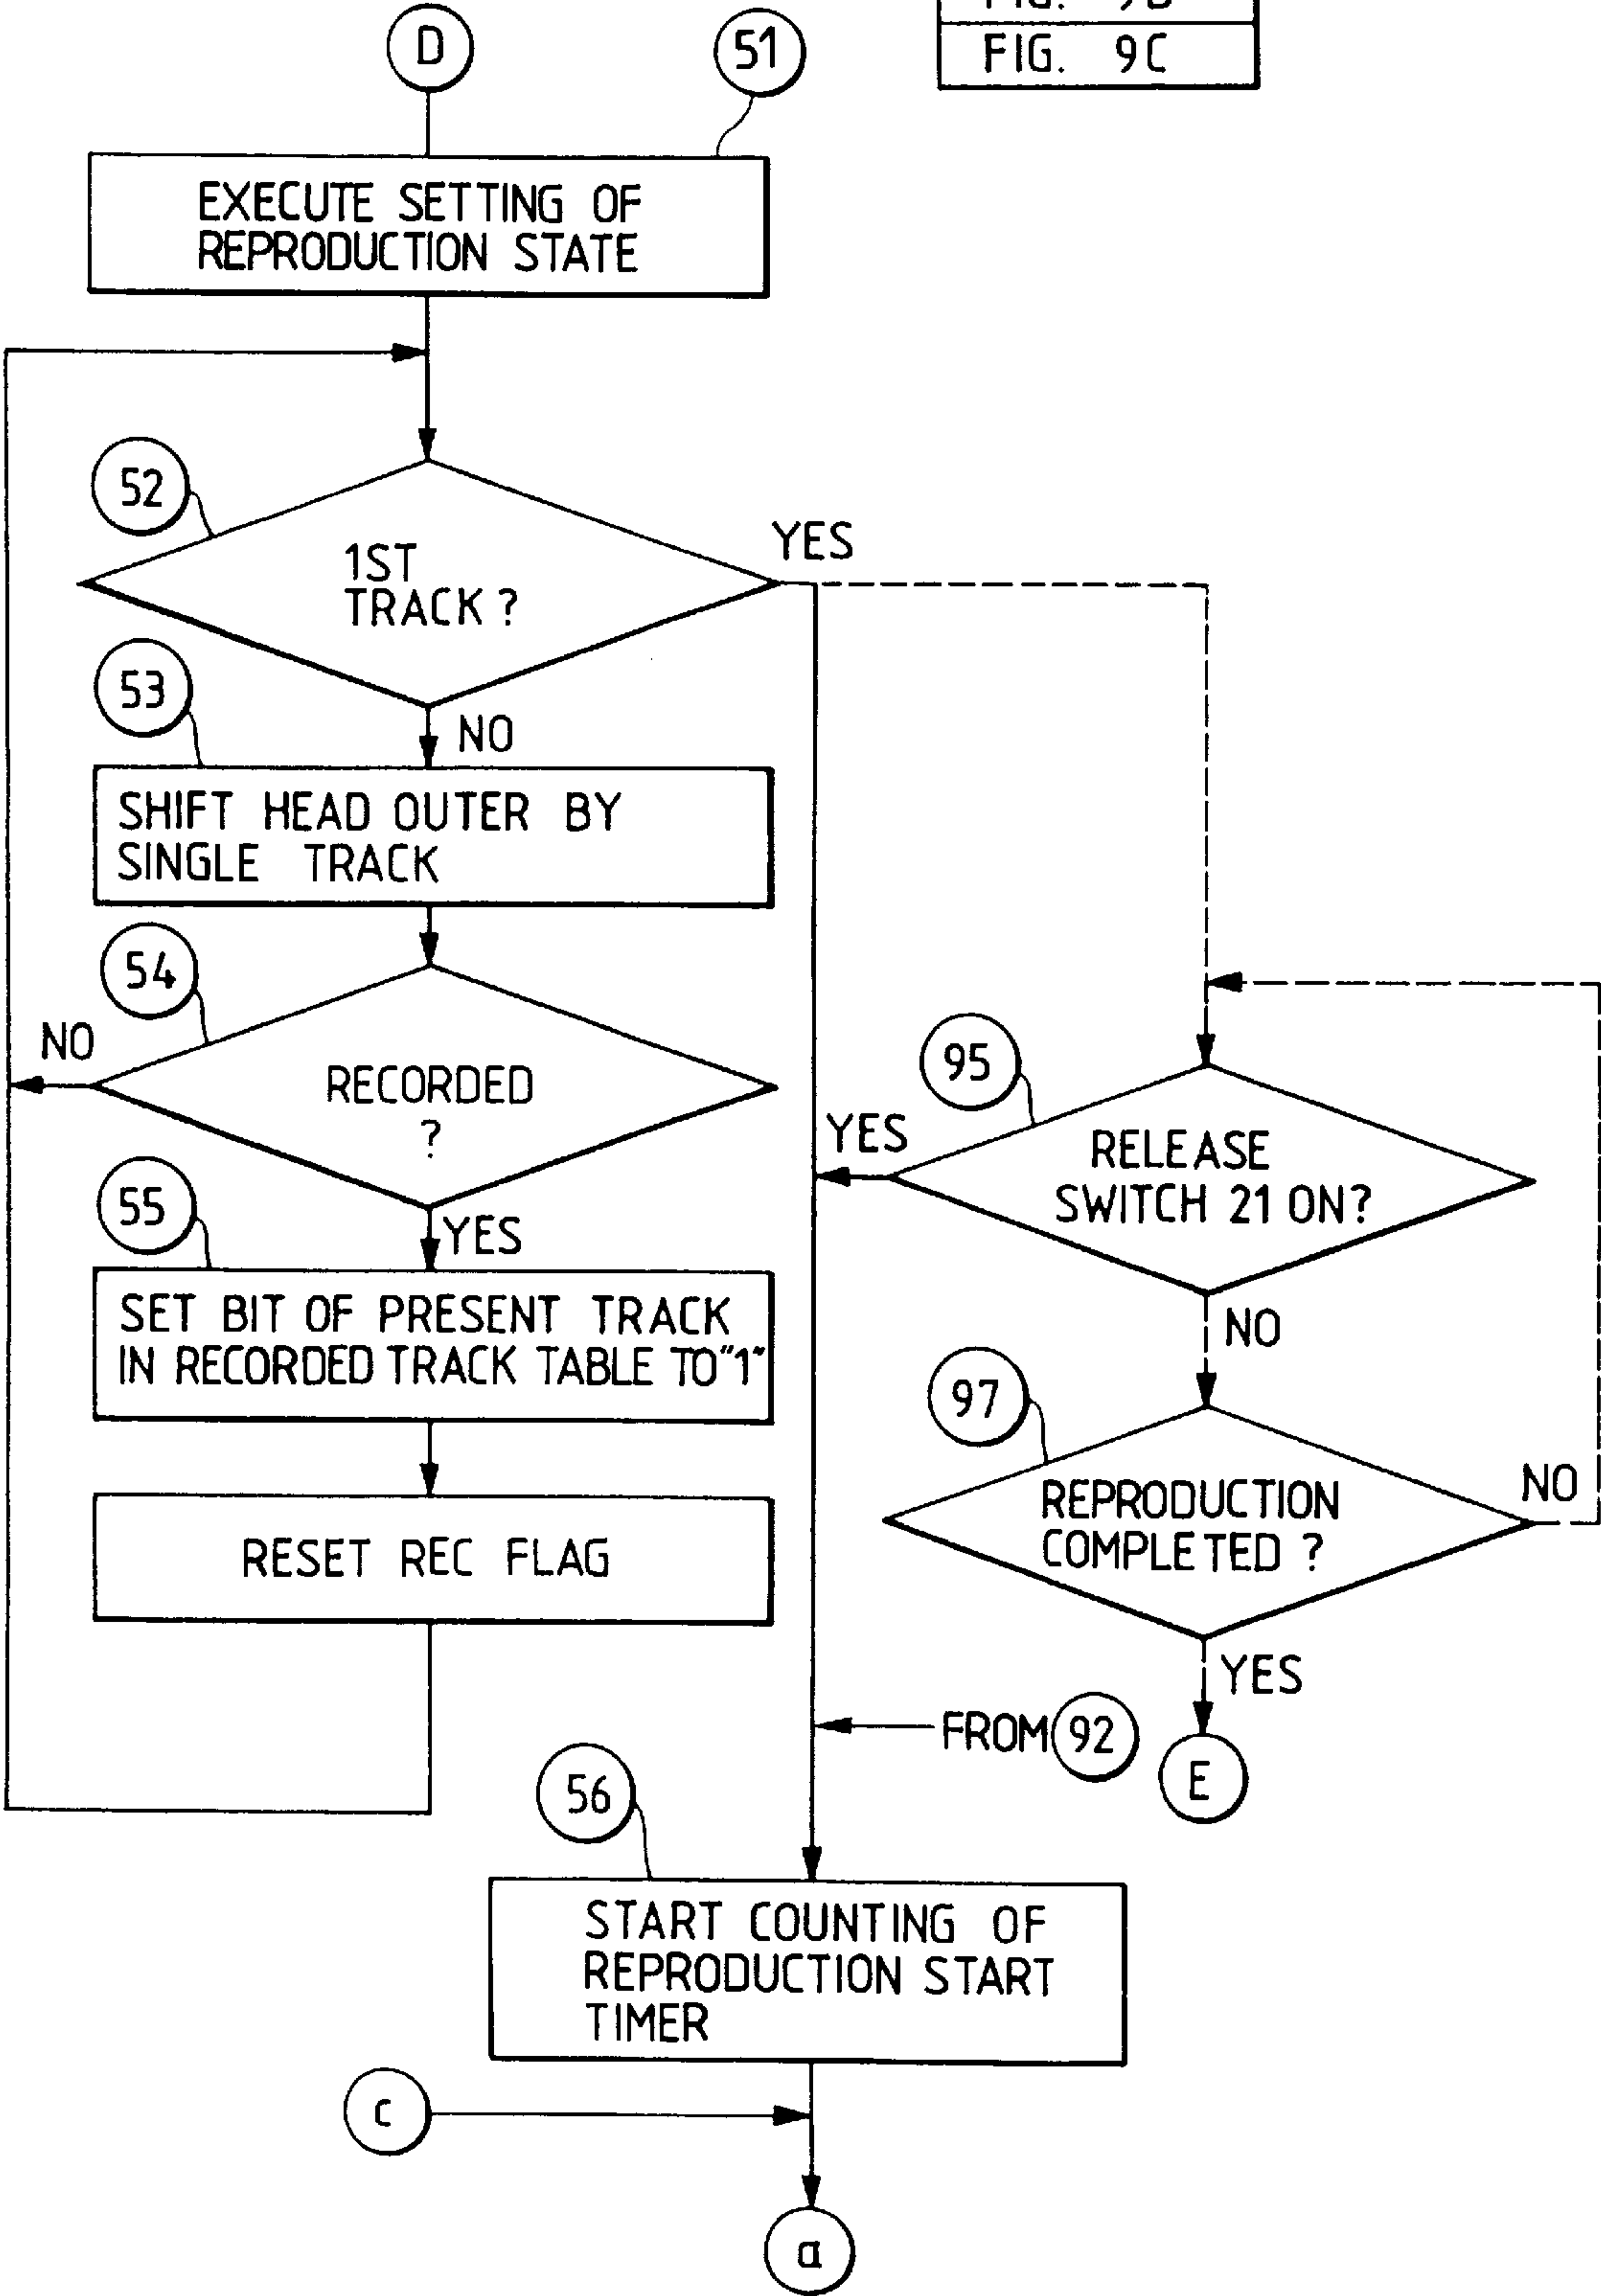 D
51
FIG. 9C
EXECUTE SETTING OF
REPRODUCTION STATE
52
1ST
TRACK ?
YES
53
NO
SHIFT HEAD OUTER BY
SINGLE TRACK
54
NO
RECORDED
?
95
YES
RELEASE
SWITCH 21 ON?
55
YES
NO
SET BIT OF PRESENT TRACK
IN RECORDED TRACK TABLE TO "1"
97
REPRODUCTION
COMPLETED ?
NO
RESET REC FLAG
YES
FROM 92
E
56
START COUNTING OF
REPRODUCTION START
TIMER
C
a